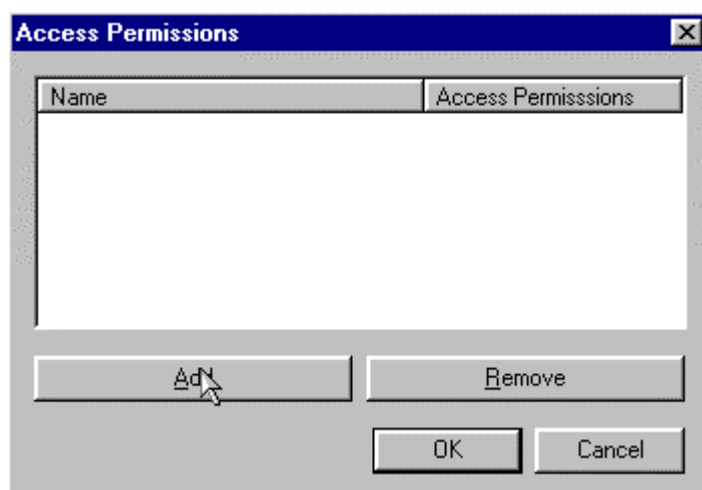 Access Permissions
Name Access Permisssions
Add Remove
OK Cancel